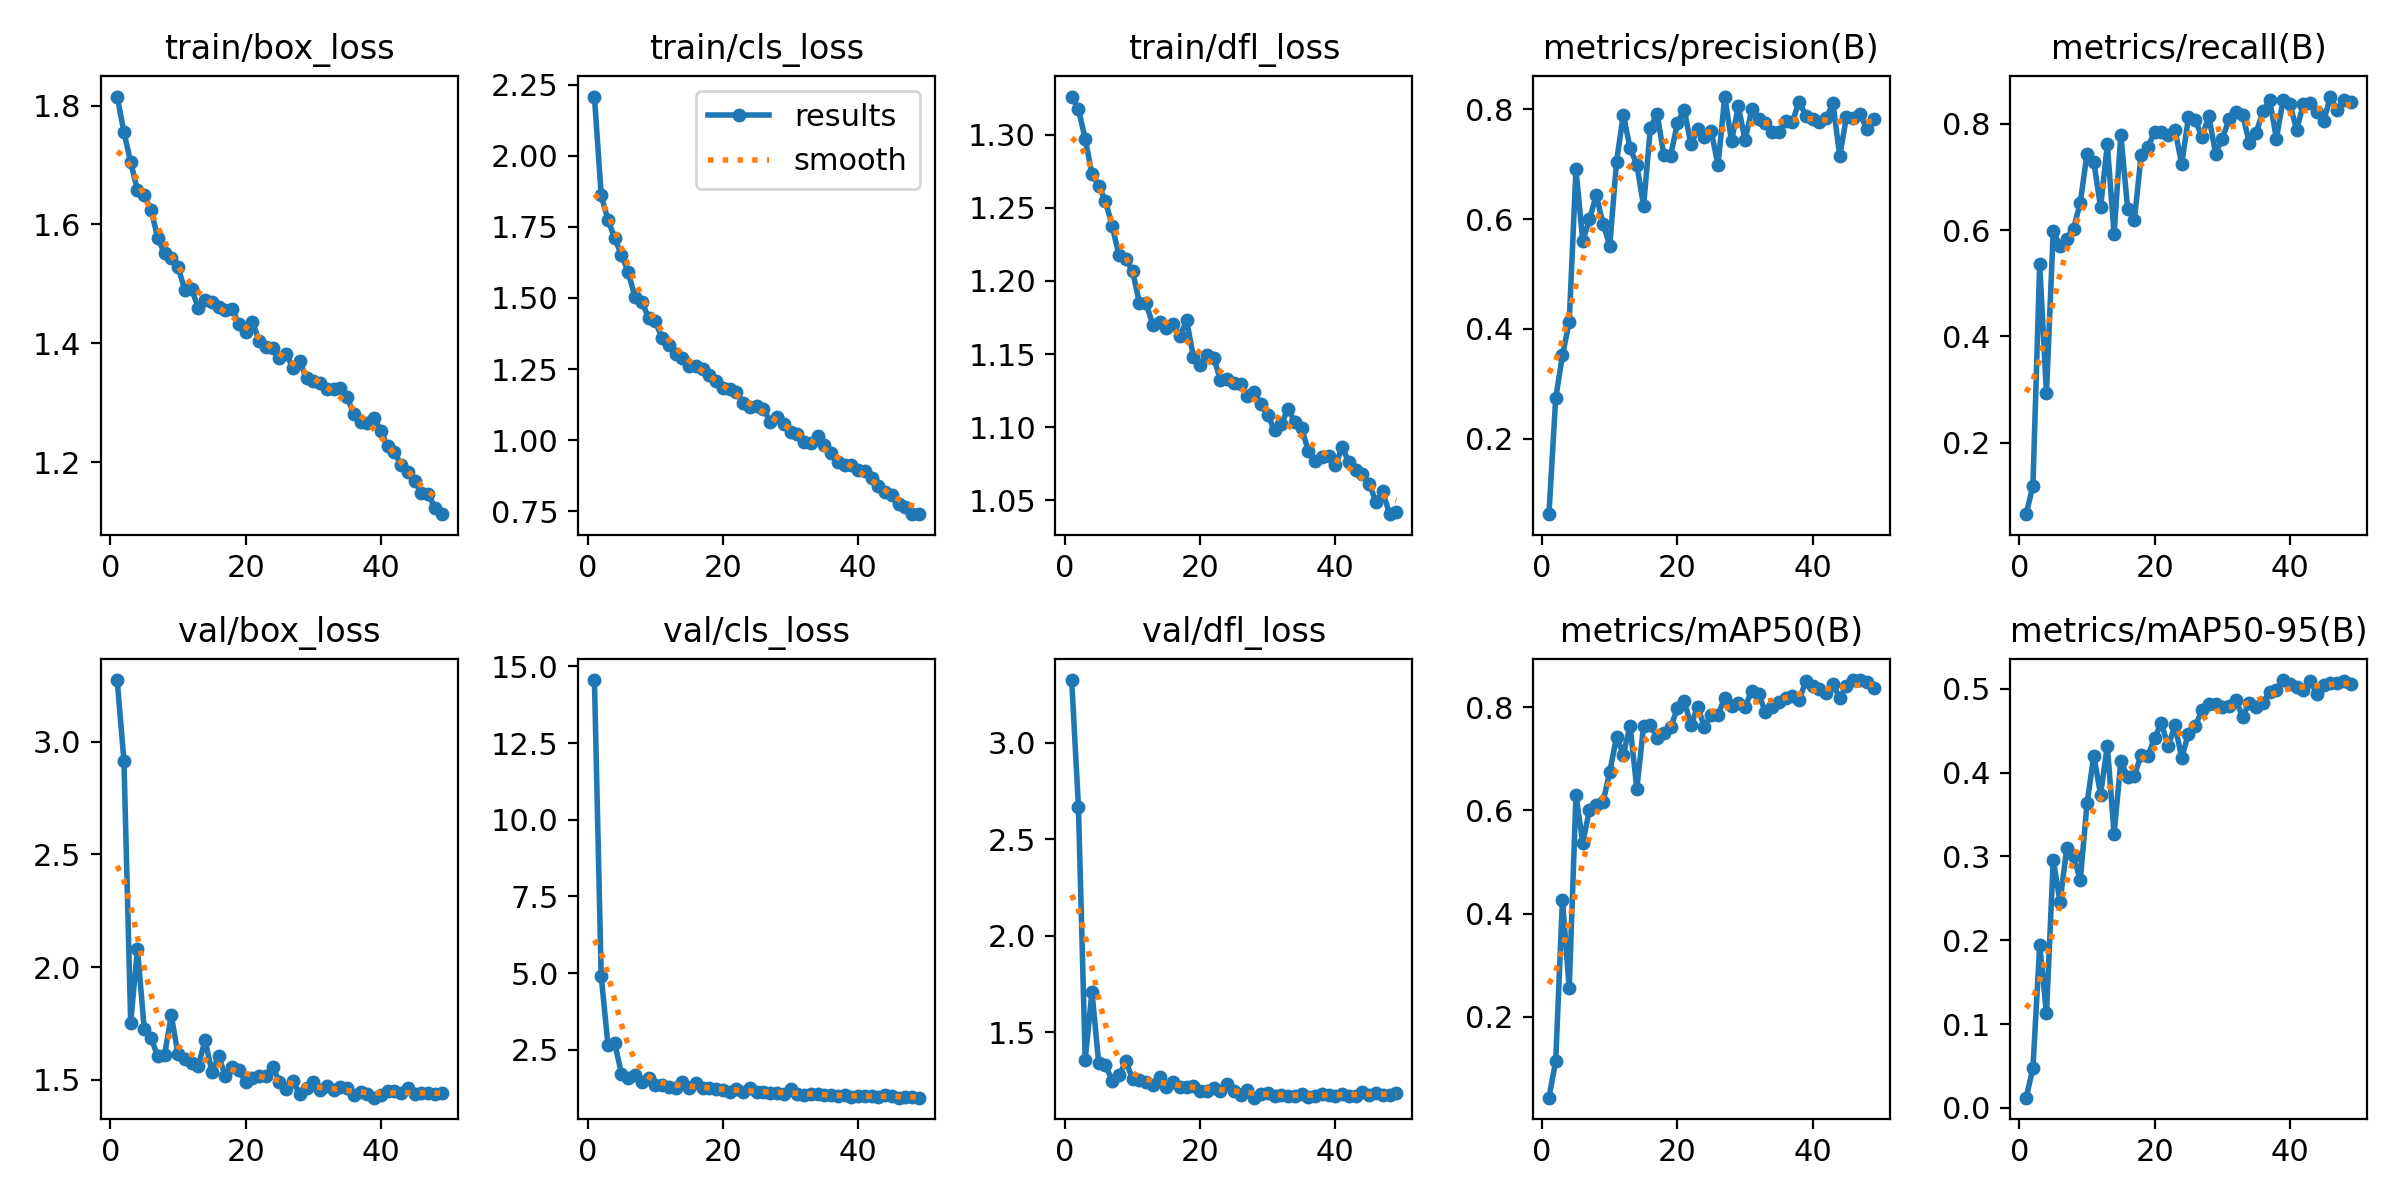 train/box_loss
train/cls_loss
train/dfl_loss
metrics/precision(B)
metrics/recall(B)
1.8
1.6
1.4
1.2
0 20 40
2.25
2.00
1.75
1.50
1.25
1.00
0.75
results
smooth
0 20 40
1.30
1.25
1.20
1.15
1.10
1.05
0 20 40
0.8
0.6
0.4
0.2
0 20 40
0.8
0.6
0.4
0.2
0 20 40
val/box_loss
val/cls_loss
val/dfl_loss
metrics/mAP50(B)
metrics/mAP50-95(B)
3.0
2.5
2.0
1.5
0 20 40
15.0
12.5
10.0
7.5
5.0
2.5
0 20 40
3.0
2.5
2.0
1.5
0 20 40
0.8
0.6
0.4
0.2
0 20 40
0.5
0.4
0.3
0.2
0.1
0.0
0 20 40